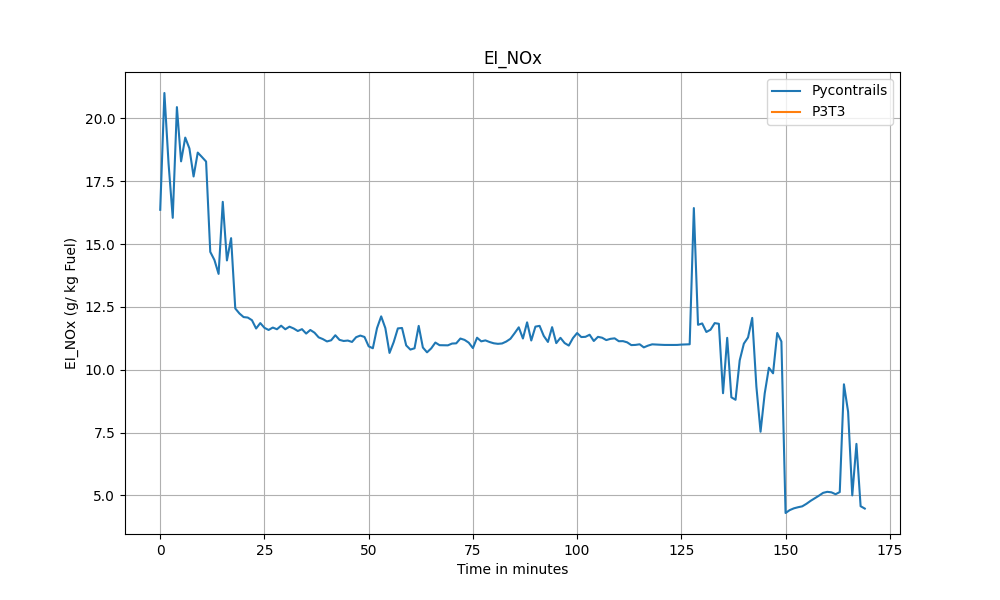 EI_NOx
Pycontrails
P3T3
EI_NOx (g/ kg Fuel)
20.0
17.5
15.0
12.5
10.0
7.5
5.0
0 25 50 75 100 125 150 175
Time in minutes